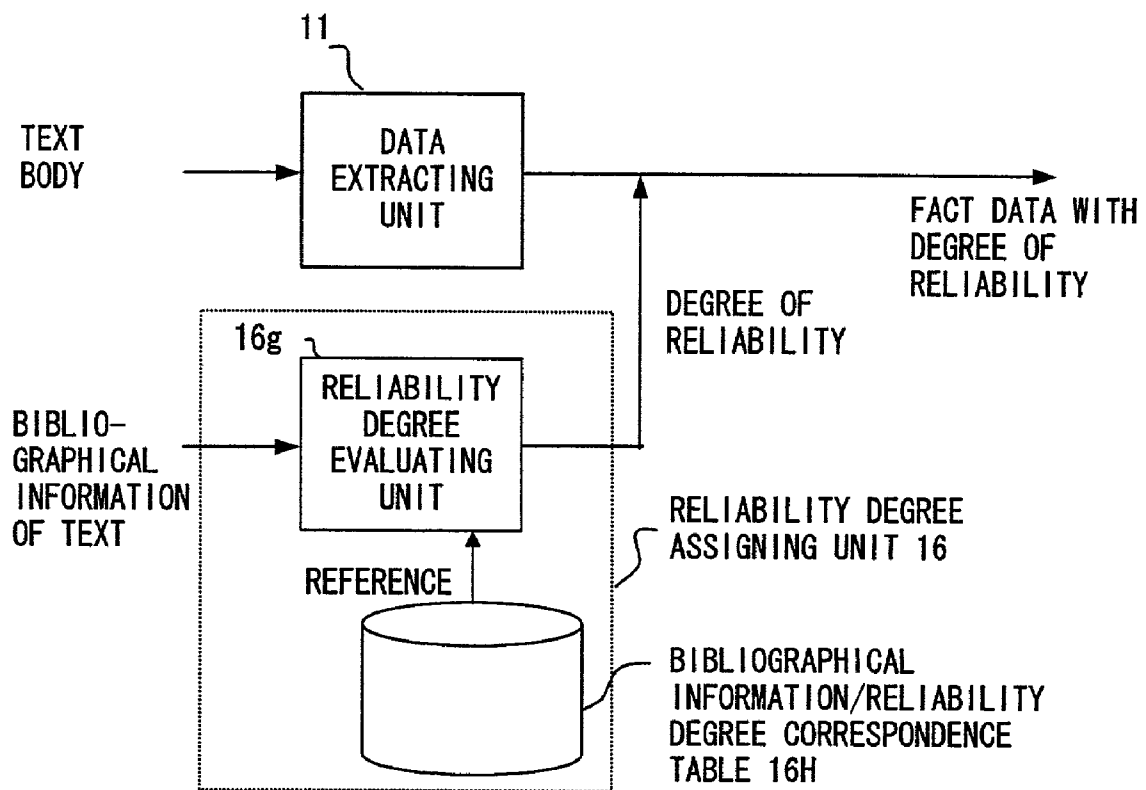 11
TEXT
BODY
DATA
EXTRACTING
UNIT
FACT DATA WITH
DEGREE OF
RELIABILITY
DEGREE OF
RELIABILITY
16g
RELIABILITY
DEGREE
EVALUATING
UNIT
BIBLIO-
GRAPHICAL
INFORMATION
OF TEXT
REFERENCE
RELIABILITY DEGREE
ASSIGNING UNIT 16
BIBLIOGRAPHICAL
INFORMATION/RELIABILITY
DEGREE CORRESPONDENCE
TABLE 16H